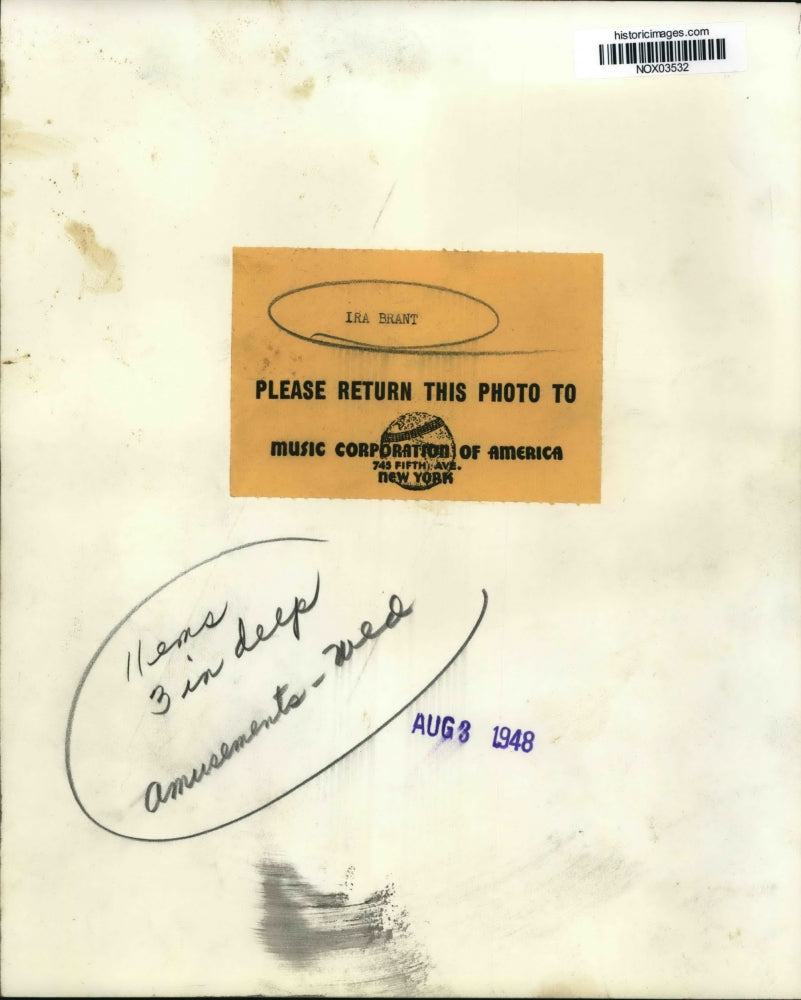 historicimages.com
NOX03532
IRA BRANT
PLEASE RETURN THIS PHOTO TO
MUSIC CORPORATION OF AMERICA
745 FIFTH AVE.
NEW YORK
11 ems
3 in deep
Amusements - Wed
AUG 3 1948